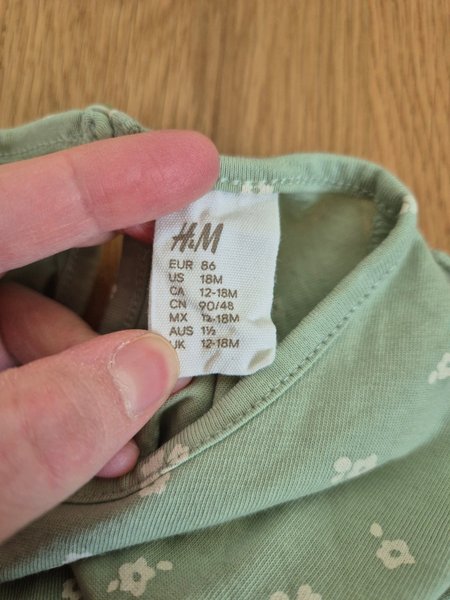 H&M
EUR 86
US 18M
CA 12-18M
CN 90/48
MX 12-18M
AUS 1½
UK 12-18M